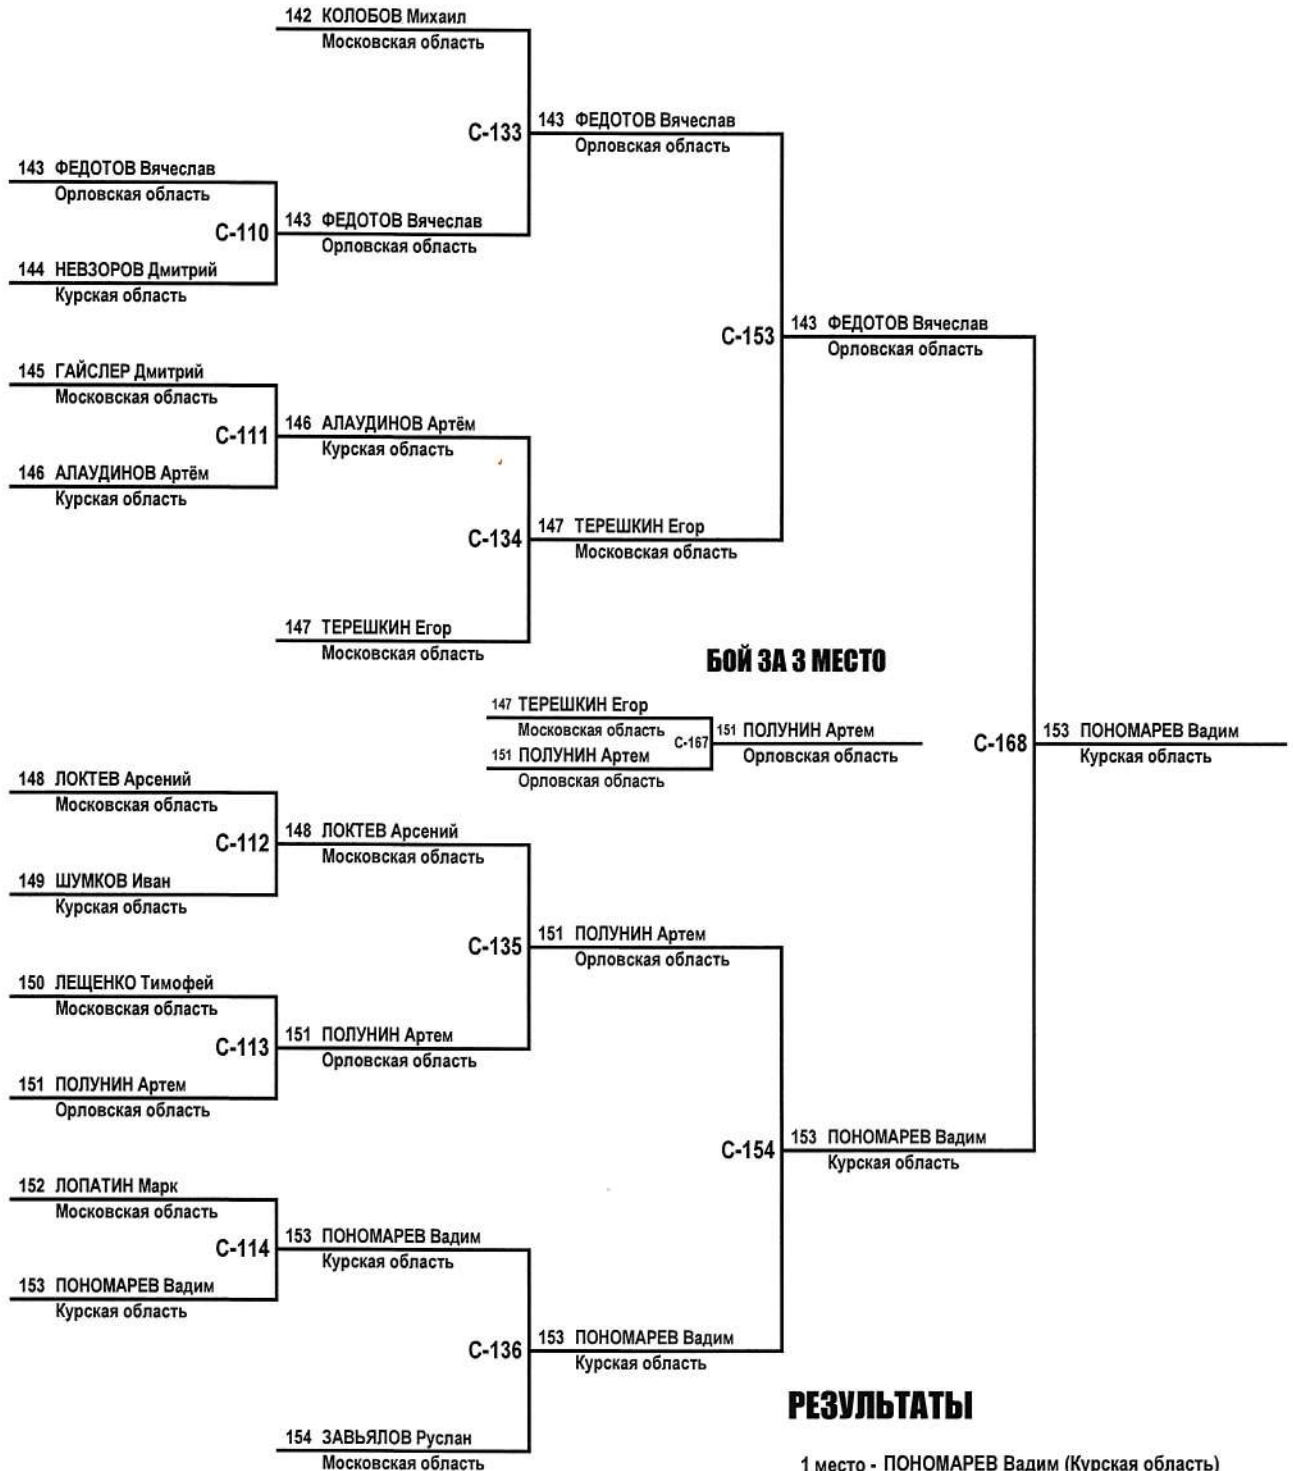 142 КОЛОБОВ Михаил
Московская область
С-133
143 ФЕДОТОВ Вячеслав
Орловская область
143 ФЕДОТОВ Вячеслав
Орловская область
С-110
143 ФЕДОТОВ Вячеслав
Орловская область
144 НЕВЗОРОВ Дмитрий
Курская область
С-153
143 ФЕДОТОВ Вячеслав
Орловская область
145 ГАЙСЛЕР Дмитрий
Московская область
С-111
146 АЛАУДИНОВ Артём
Курская область
146 АЛАУДИНОВ Артём
Курская область
С-134
147 ТЕРЕШКИН Егор
Московская область
147 ТЕРЕШКИН Егор
Московская область
БОЙ ЗА 3 МЕСТО
147 ТЕРЕШКИН Егор
Московская область
С-167
151 ПОЛУНИН Артем
Орловская область
151 ПОЛУНИН Артем
Орловская область
С-168
153 ПОНОМАРЕВ Вадим
Курская область
148 ЛОКТЕВ Арсений
Московская область
С-112
148 ЛОКТЕВ Арсений
Московская область
149 ШУМКОВ Иван
Курская область
С-135
151 ПОЛУНИН Артем
Орловская область
150 ЛЕЩЕНКО Тимофей
Московская область
С-113
151 ПОЛУНИН Артем
Орловская область
151 ПОЛУНИН Артем
Орловская область
С-154
153 ПОНОМАРЕВ Вадим
Курская область
152 ЛОПАТИН Марк
Московская область
С-114
153 ПОНОМАРЕВ Вадим
Курская область
153 ПОНОМАРЕВ Вадим
Курская область
С-136
153 ПОНОМАРЕВ Вадим
Курская область
154 ЗАВЬЯЛОВ Руслан
Московская область
РЕЗУЛЬТАТЫ
1 место - ПОНОМАРЕВ Вадим (Курская область)